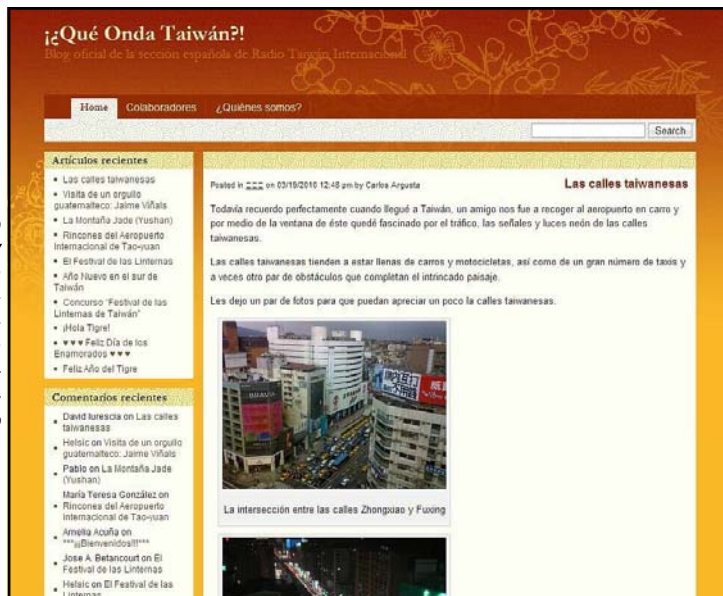 ¡¿Qué Onda Taiwán?!
Blog oficial de la sección española de Radio Taiwán Internacional
Home Colaboradores ¿Quiénes somos?
Search
Artículos recientes
Las calles taiwanesas
Visita de un orgullo
guatemalteco: Jaime Viñals
La Montaña Jade (Yushan)
Rincones del Aeropuerto
Internacional de Tao-yuan
El Festival de las Linternas
Año Nuevo en el sur de
Taiwán
Concurso "Festival de las
Linternas de Taiwán"
¡Hola Tigre!
♥♥♥ Feliz Día de los
Enamorados ♥♥♥
Feliz Año del Tigre
Comentarios recientes
David Iurescia on Las calles
taiwanesas
Helsic on Visita de un orgullo
guatemalteco: Jaime Viñals
Pablo on La Montaña Jade
(Yushan)
María Teresa González on
Rincones del Aeropuerto
Internacional de Tao-yuan
Amelia Acuña on
***¡¡¡Bienvenidos!!!***
Jose A. Betancourt on El
Festival de las Linternas
Helsic on El Festival de las
Linternas
Posted in on 03/19/2010 12:48 pm by Carlos Argusta
Las calles taiwanesas
Todavía recuerdo perfectamente cuando llegué a Taiwán, un amigo nos fue a recoger al aeropuerto en carro y
por medio de la ventana de éste quedé fascinado por el tráfico, las señales y luces neón de las calles
taiwanesas.
Las calles taiwanesas tienden a estar llenas de carros y motocicletas, así como de un gran número de taxis y
a veces otro par de obstáculos que completan el intrincado paisaje.
Les dejo un par de fotos para que puedan apreciar un poco la calles taiwanesas.
BRAVIA
La intersección entre las calles Zhongxiao y Fuxing